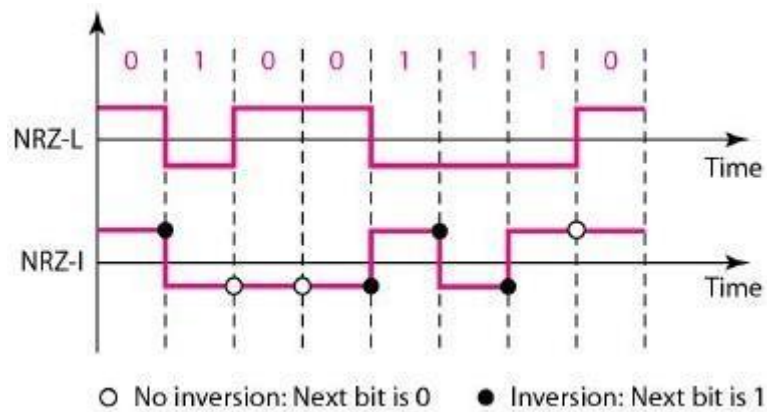 0 1 0 0 1 1 1 0
NRZ-L
Time
NRZ-I
Time
No inversion: Next bit is 0
Inversion: Next bit is 1